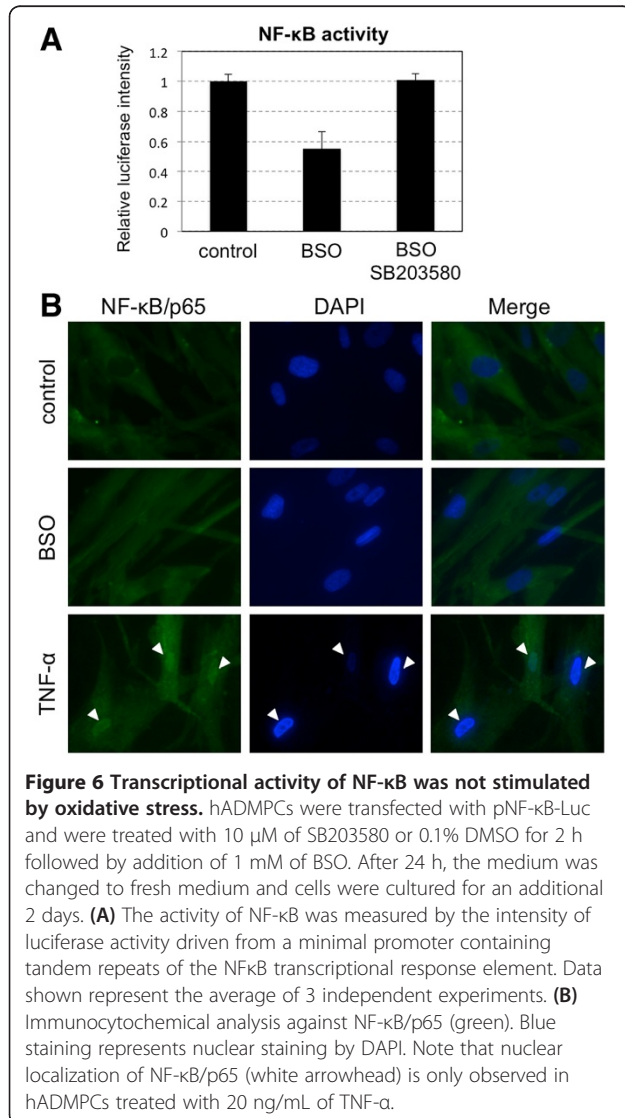 A
NF-κB activity
Relative luciferase intensity
1.2
1
0.8
0.6
0.4
0.2
0
control
BSO
BSO
SB203580
B
NF-κB/p65
DAPI
Merge
control
BSO
TNF-α
Figure 6 Transcriptional activity of NF-κB was not stimulated
by oxidative stress. hADMPCs were transfected with pNF-κB-Luc
and were treated with 10 μM of SB203580 or 0.1% DMSO for 2 h
followed by addition of 1 mM of BSO. After 24 h, the medium was
changed to fresh medium and cells were cultured for an additional
2 days. (A) The activity of NF-κB was measured by the intensity of
luciferase activity driven from a minimal promoter containing
tandem repeats of the NFκB transcriptional response element. Data
shown represent the average of 3 independent experiments. (B)
Immunocytochemical analysis against NF-κB/p65 (green). Blue
staining represents nuclear staining by DAPI. Note that nuclear
localization of NF-κB/p65 (white arrowhead) is only observed in
hADMPCs treated with 20 ng/mL of TNF-α.